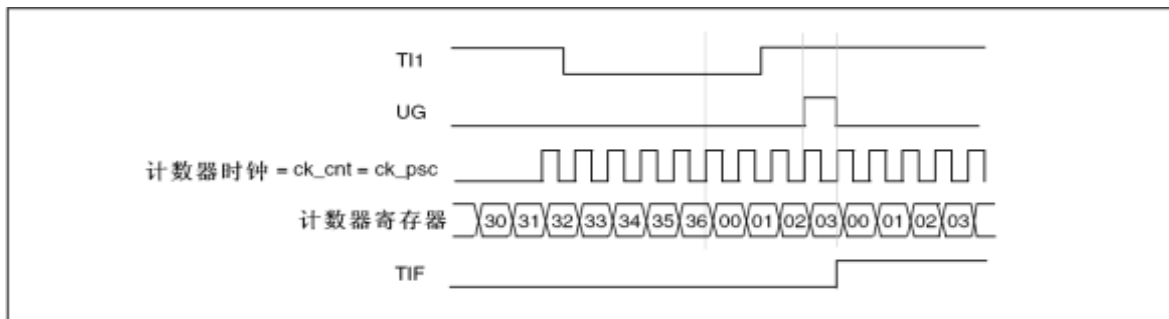 TI1
UG
计数器时钟 = ck_cnt = ck_psc
计数器寄存器 30 31 32 33 34 35 36 00 01 02 03 00 01 02 03
TIF